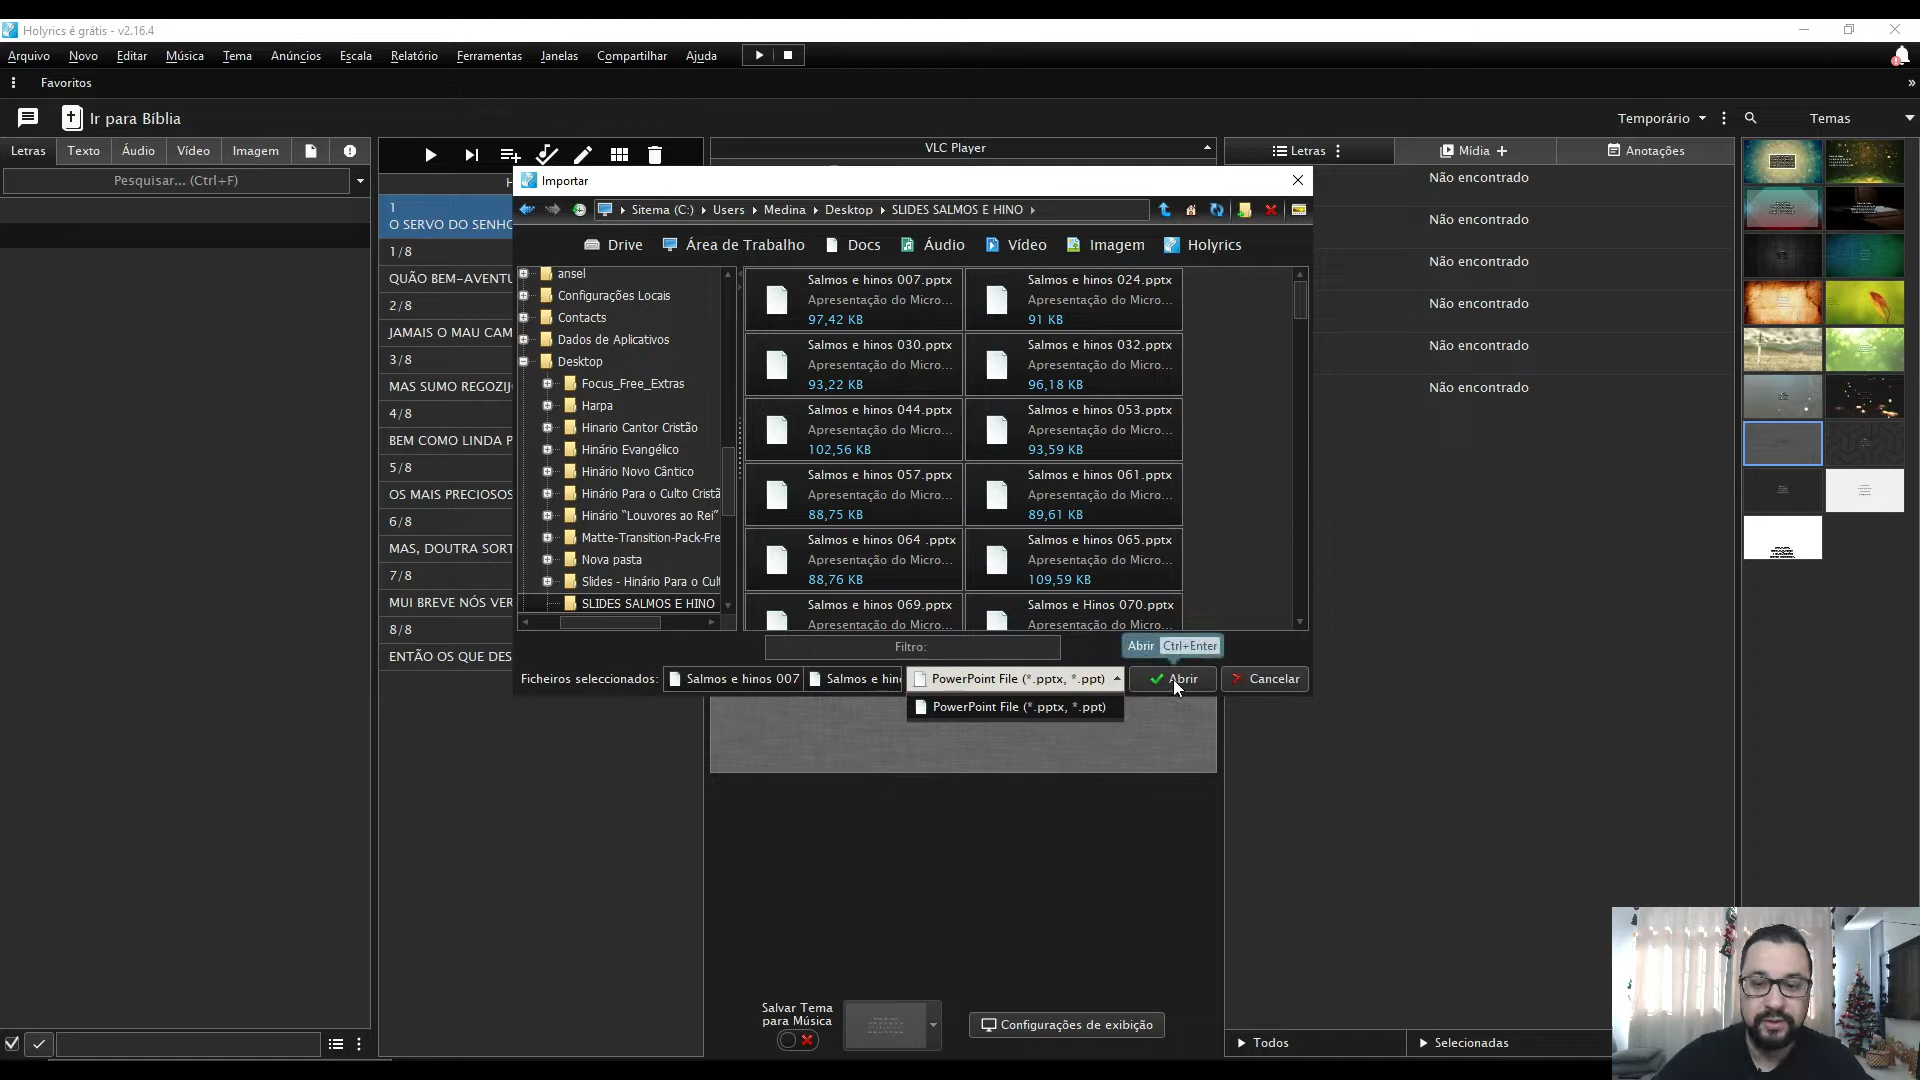 Holyrics é grátis - v2.16.4
Arquivo Novo Editar Música Tema Anúncios Escala Relatório Ferramentas Janelas Compartilhar Ajuda
Favoritos
Ir para Bíblia
Temporário
Temas
Letras Texto Áudio Vídeo Imagem
Pesquisar... (Ctrl+F)
1
O SERVO DO SENHO
1/8
QUÃO BEM-AVENTU
2/8
JAMAIS O MAU CAM
3/8
MAS SUMO REGOZIJ
4/8
BEM COMO LINDA P
5/8
OS MAIS PRECIOSOS
6/8
MAS, DOUTRA SORT
7/8
MUI BREVE NÓS VER
8/8
ENTÃO OS QUE DES
VLC Player
Importar
Sitema (C:) Users Medina Desktop SLIDES SALMOS E HINO
Drive Área de Trabalho Docs Áudio Vídeo Imagem Holyrics
ansel
Configurações Locais
Contacts
Dados de Aplicativos
Desktop
Focus_Free_Extras
Harpa
Hinario Cantor Cristão
Hinário Evangélico
Hinário Novo Cântico
Hinário Para o Culto Cristã
Hinário “Louvores ao Rei”
Matte-Transition-Pack-Fre
Nova pasta
Slides - Hinário Para o Cult
SLIDES SALMOS E HINO
Salmos e hinos 007.pptx
Apresentação do Micro...
97,42 KB
Salmos e hinos 024.pptx
Apresentação do Micro...
91 KB
Salmos e hinos 030.pptx
Apresentação do Micro...
93,22 KB
Salmos e hinos 032.pptx
Apresentação do Micro...
96,18 KB
Salmos e hinos 044.pptx
Apresentação do Micro...
102,56 KB
Salmos e hinos 053.pptx
Apresentação do Micro...
93,59 KB
Salmos e hinos 057.pptx
Apresentação do Micro...
88,75 KB
Salmos e hinos 061.pptx
Apresentação do Micro...
89,61 KB
Salmos e hinos 064 .pptx
Apresentação do Micro...
88,76 KB
Salmos e hinos 065.pptx
Apresentação do Micro...
109,59 KB
Salmos e hinos 069.pptx
Apresentação do Micro...
Salmos e Hinos 070.pptx
Apresentação do Micro...
Filtro:
Abrir Ctrl+Enter
Ficheiros seleccionados: Salmos e hinos 007 Salmos e hin PowerPoint File (*.pptx, *.ppt) Abrir Cancelar
PowerPoint File (*.pptx, *.ppt)
Letras Mídia + Anotações
Não encontrado
Não encontrado
Não encontrado
Não encontrado
Não encontrado
Não encontrado
Salvar Tema
para Música
Configurações de exibição
Todos Selecionadas